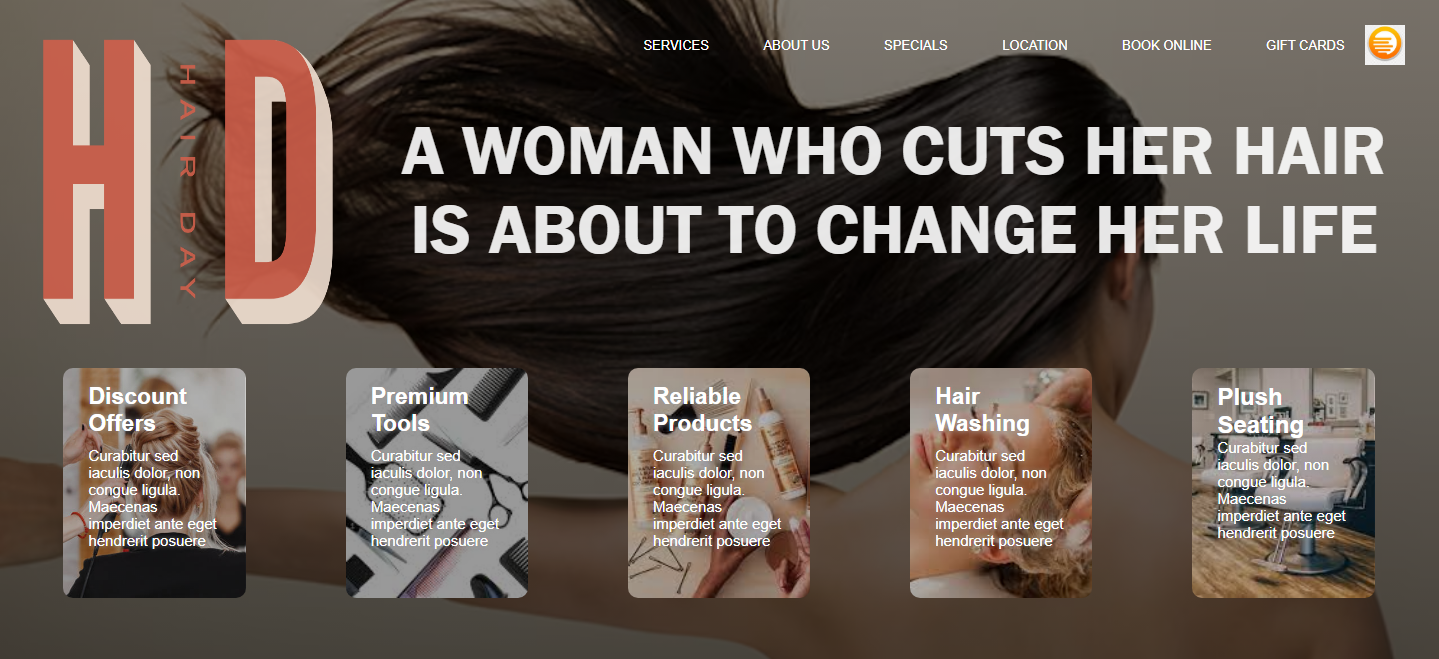 SERVICES ABOUT US SPECIALS LOCATION BOOK ONLINE GIFT CARDS
H D
HAIR DAY
A WOMAN WHO CUTS HER HAIR
IS ABOUT TO CHANGE HER LIFE
Discount
Offers
Curabitur sed
iaculis dolor, non
congue ligula.
Maecenas
imperdiet ante eget
hendrerit posuere
Premium
Tools
Curabitur sed
iaculis dolor, non
congue ligula.
Maecenas
imperdiet ante eget
hendrerit posuere
Reliable
Products
Curabitur sed
iaculis dolor, non
congue ligula.
Maecenas
imperdiet ante eget
hendrerit posuere
Hair
Washing
Curabitur sed
iaculis dolor, non
congue ligula.
Maecenas
imperdiet ante eget
hendrerit posuere
Plush
Seating
Curabitur sed
iaculis dolor, non
congue ligula.
Maecenas
imperdiet ante eget
hendrerit posuere